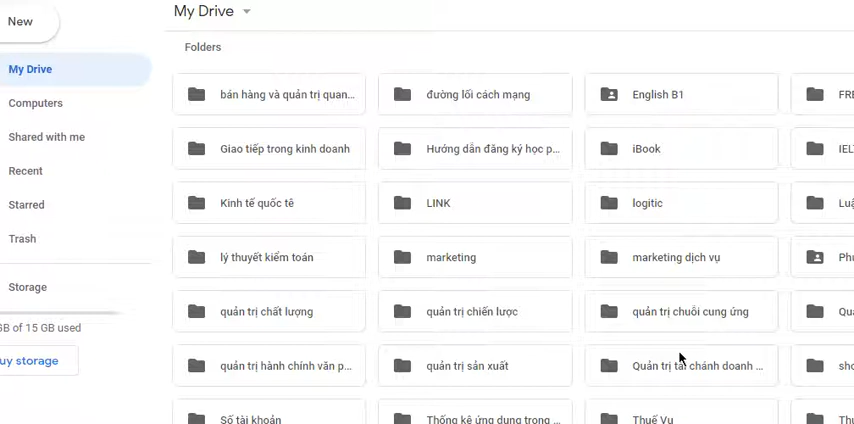 New
My Drive
Computers
Shared with me
Recent
Starred
Trash
Storage
GB of 15 GB used
uy storage
My Drive
Folders
bán hàng và quản trị quan...
đường lối cách mạng
English B1
FRE
Giao tiếp trong kinh doanh
Hướng dẫn đăng ký học p...
iBook
IEL
Kinh tế quốc tê
LINK
logitic
Luậ
lý thuyết kiểm toán
marketing
marketing dịch vụ
Phu
quản trị chất lượng
quản trị chiến lược
quản trị chuỗi cung ứng
Quả
quản trị hành chính văn p...
quản trị sản xuất
Quản trị tài chánh doanh ...
sho
Số tài khoản
Thống kê ứng dụng trong ...
Thuế Vụ